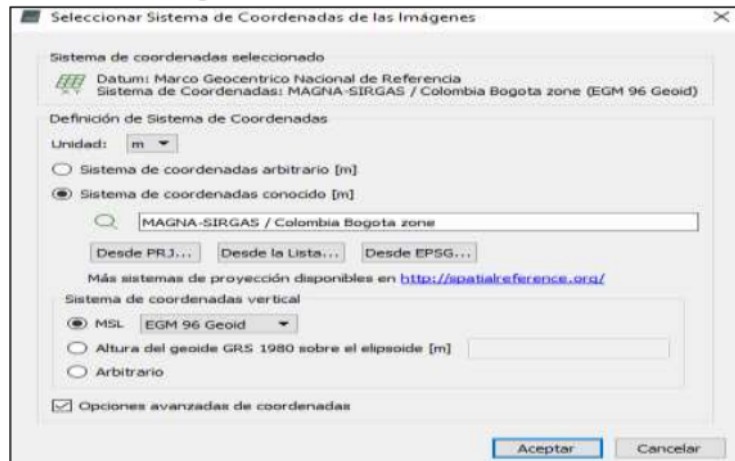 Seleccionar Sistema de Coordenadas de las Imágenes
Sistema de coordenadas seleccionado
Datum: Marco Geocentrico Nacional de Referencia
Sistema de Coordenadas: MAGNA-SIRGAS / Colombia Bogota zone (EGM 96 Geoid)
Definición de Sistema de Coordenadas
Unidad: m
Sistema de coordenadas arbitrario [m]
Sistema de coordenadas conocido [m]
MAGNA-SIRGAS / Colombia Bogota zone
Desde PRJ... Desde la Lista... Desde EPSG...
Más sistemas de proyección disponibles en http://spatialreference.org/
Sistema de coordenadas vertical
MSL EGM 96 Geoid
Altura del geoide GRS 1980 sobre el elipsoide [m]
Arbitrario
Opciones avanzadas de coordenadas
Aceptar Cancelar